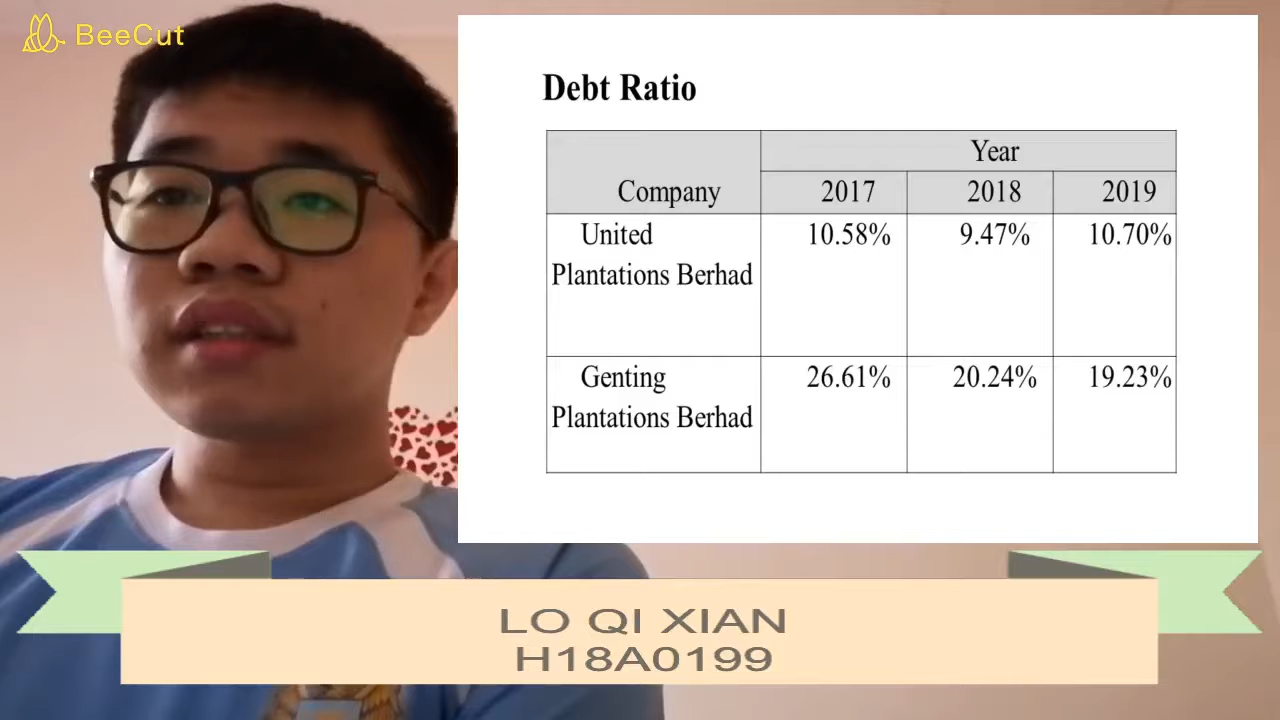 BeeCut
Debt Ratio
Year
Company 2017 2018 2019
United 10.58% 9.47% 10.70%
Plantations Berhad
Genting 26.61% 20.24% 19.23%
Plantations Berhad
LO QI XIAN
H18A0199